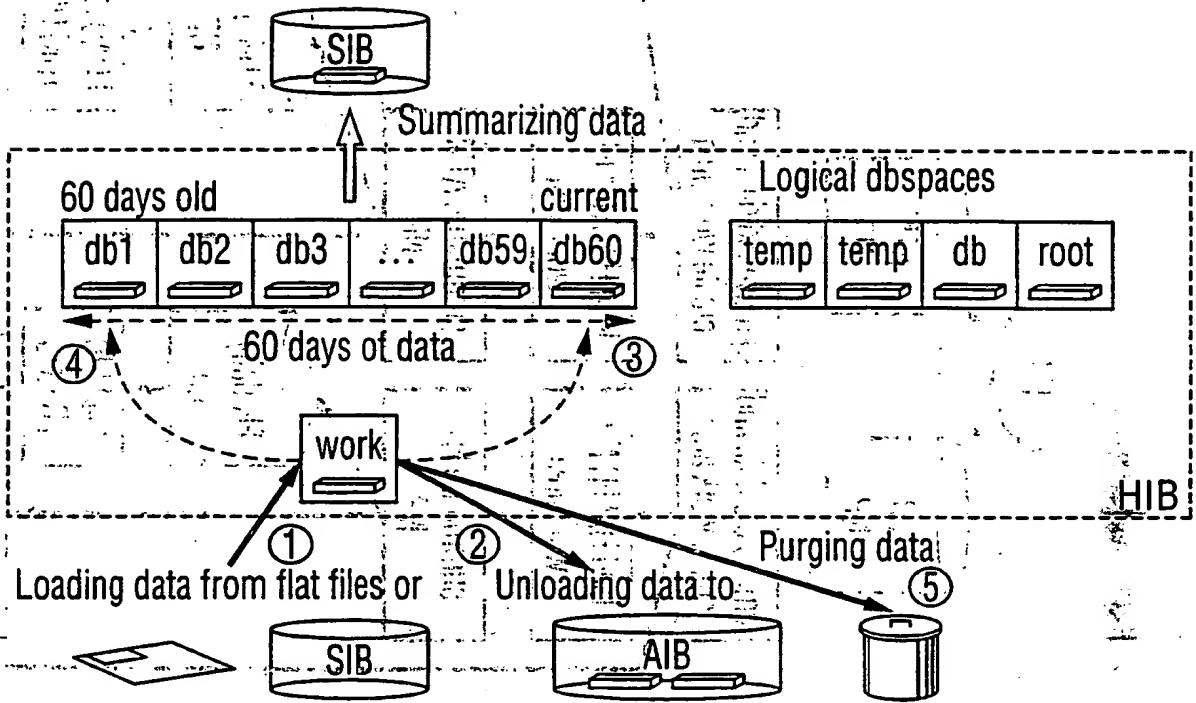 SIB
Summarizing data
60 days old
current
Logical dbspaces
db1 db2 db3 ... db59 db60
temp temp db root
60 days of data
④
③
work
HIB
①
②
Purging data
⑤
Loading data from flat files or
Unloading data to
SIB
AIB